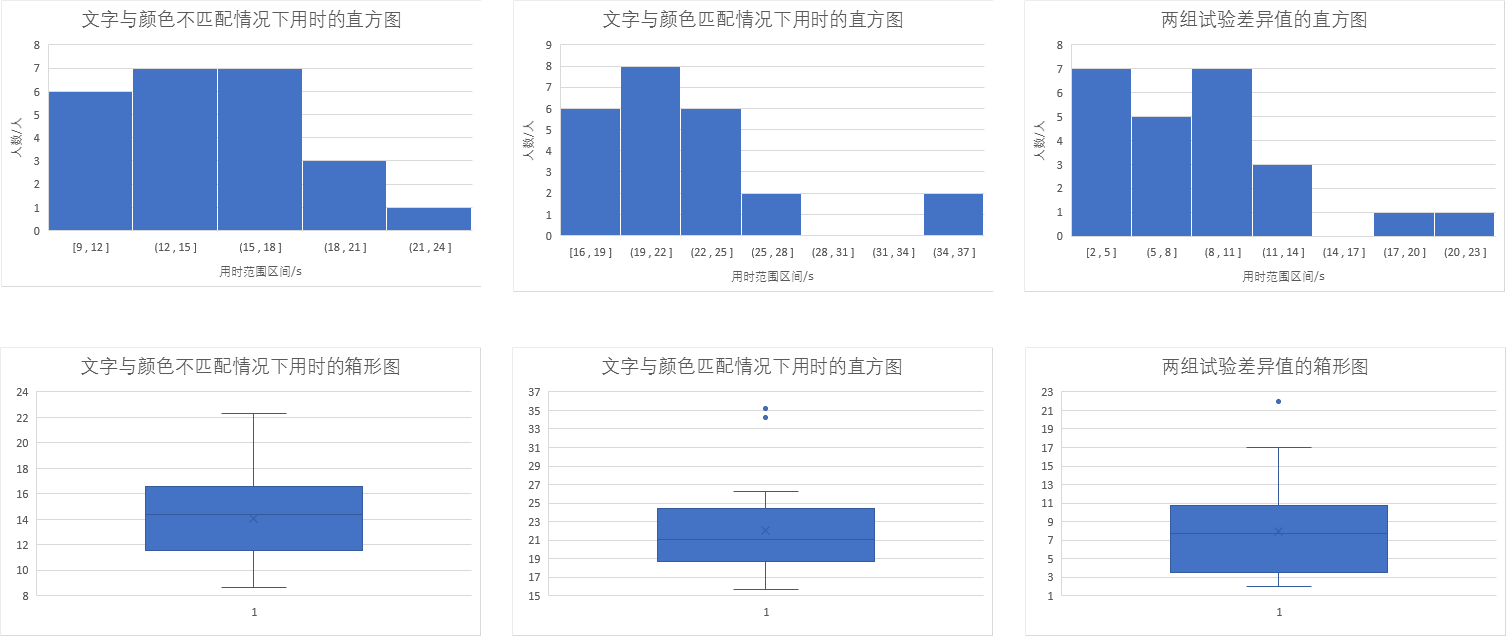 文字与颜色不匹配情况下用时的直方图
8
7
6
5
4
3
2
1
0
人数/人
[9 , 12 ]
(12 , 15 ]
(15 , 18 ]
(18 , 21 ]
(21 , 24 ]
用时范围区间/s
文字与颜色匹配情况下用时的直方图
9
8
7
6
5
4
3
2
1
0
人数/人
[16 , 19 ]
(19 , 22 ]
(22 , 25 ]
(25 , 28 ]
(28 , 31 ]
(31 , 34 ]
(34 , 37 ]
用时范围区间/s
两组试验差异值的直方图
8
7
6
5
4
3
2
1
0
人数/人
[2 , 5 ]
(5 , 8 ]
(8 , 11 ]
(11 , 14 ]
(14 , 17 ]
(17 , 20 ]
(20 , 23 ]
用时范围区间/s
文字与颜色不匹配情况下用时的箱形图
24
22
20
18
16
14
12
10
8
1
文字与颜色匹配情况下用时的直方图
37
35
33
31
29
27
25
23
21
19
17
15
1
两组试验差异值的箱形图
23
21
19
17
15
13
11
9
7
5
3
1
1